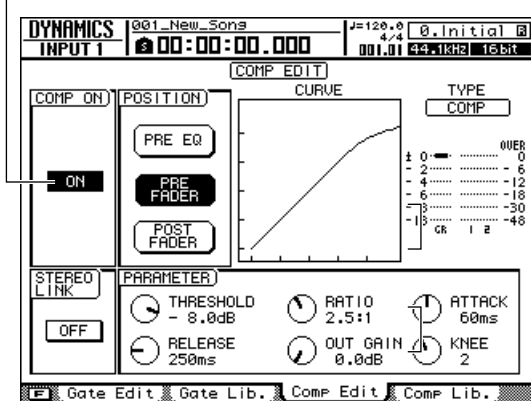 DYNAMICS
INPUT 1
001_New_Song
S 00:00:00.000
♩=120.0
4/4
001.01
0.Initial
44.1kHz 16bit
COMP EDIT
COMP ON
ON
POSITION
PRE EQ
PRE FADER
POST FADER
CURVE
TYPE
COMP
OVER
± 0 0
- 2 - 6
- 4 -12
- 6 -18
-30
-18 -48
GR 1 2
STEREO LINK
OFF
PARAMETER
THRESHOLD
- 8.0dB
RATIO
2.5:1
ATTACK
60ms
RELEASE
250ms
OUT GAIN
0.0dB
KNEE
2
F Gate Edit Gate Lib. Comp Edit Comp Lib.